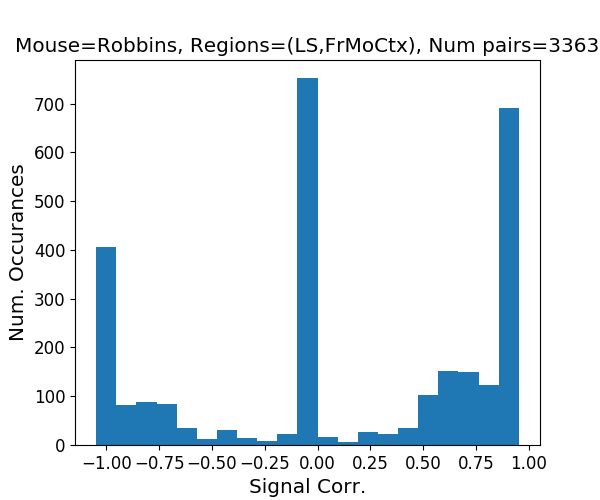 Mouse=Robbins, Regions=(LS,FrMoCtx), Num pairs=3363
700
600
500
400
300
200
100
0
Num. Occurances
−1.00 −0.75 −0.50 −0.25 0.00 0.25 0.50 0.75 1.00
Signal Corr.